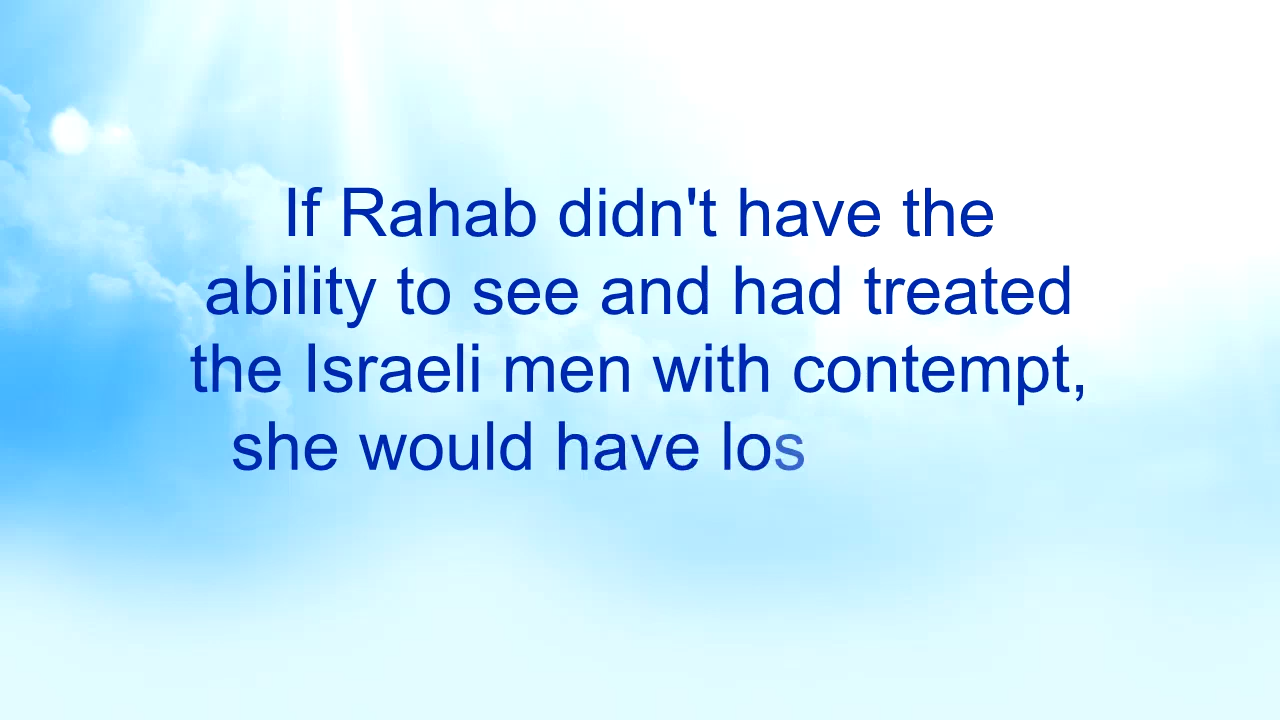 If Rahab didn't have the
ability to see and had treated
the Israeli men with contempt,
she would have los